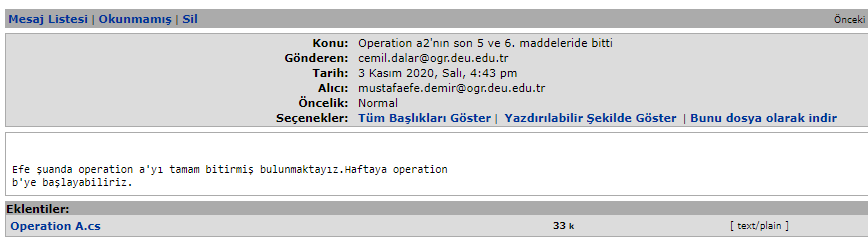 Mesaj Listesi | Okunmamış | Sil Önceki
Konu: Operation a2'nın son 5 ve 6. maddeleride bitti
Gönderen: cemil.dalar@ogr.deu.edu.tr
Tarih: 3 Kasım 2020, Salı, 4:43 pm
Alıcı: mustafaefe.demir@ogr.deu.edu.tr
Öncelik: Normal
Seçenekler: Tüm Başlıkları Göster | Yazdırılabilir Şekilde Göster | Bunu dosya olarak indir
Efe şuanda operation a'yı tamam bitirmiş bulunmaktayız.Haftaya operation
b'ye başlayabiliriz.
Eklentiler:
Operation A.cs 33 k [ text/plain ]